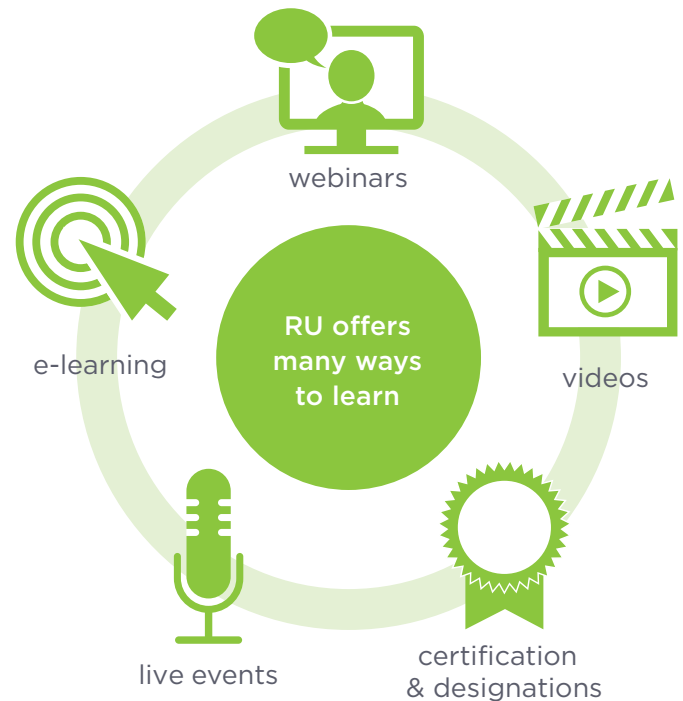 webinars
RU offers
many ways
to learn
e-learning
videos
live events
certification
& designations